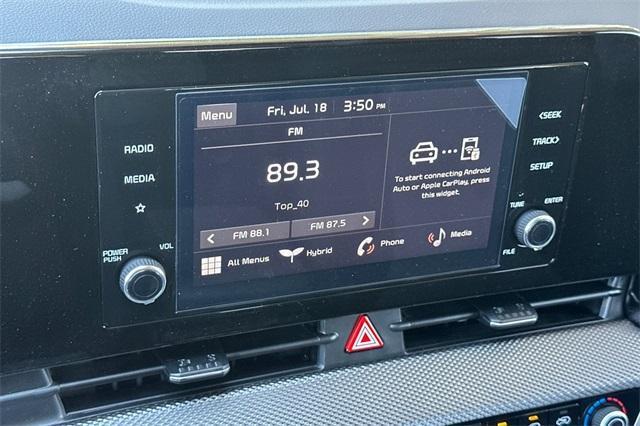 Menu
Fri, Jul. 18 3:50 PM
FM
89.3
Top_40
FM 88.1
FM 87.5
To start connecting Android
Auto or Apple CarPlay, press
this widget.
All Menus
Hybrid
Phone
Media
RADIO
MEDIA
POWER
PUSH
VOL
<SEEK
TRACK>
SETUP
TUNE
ENTER
FILE